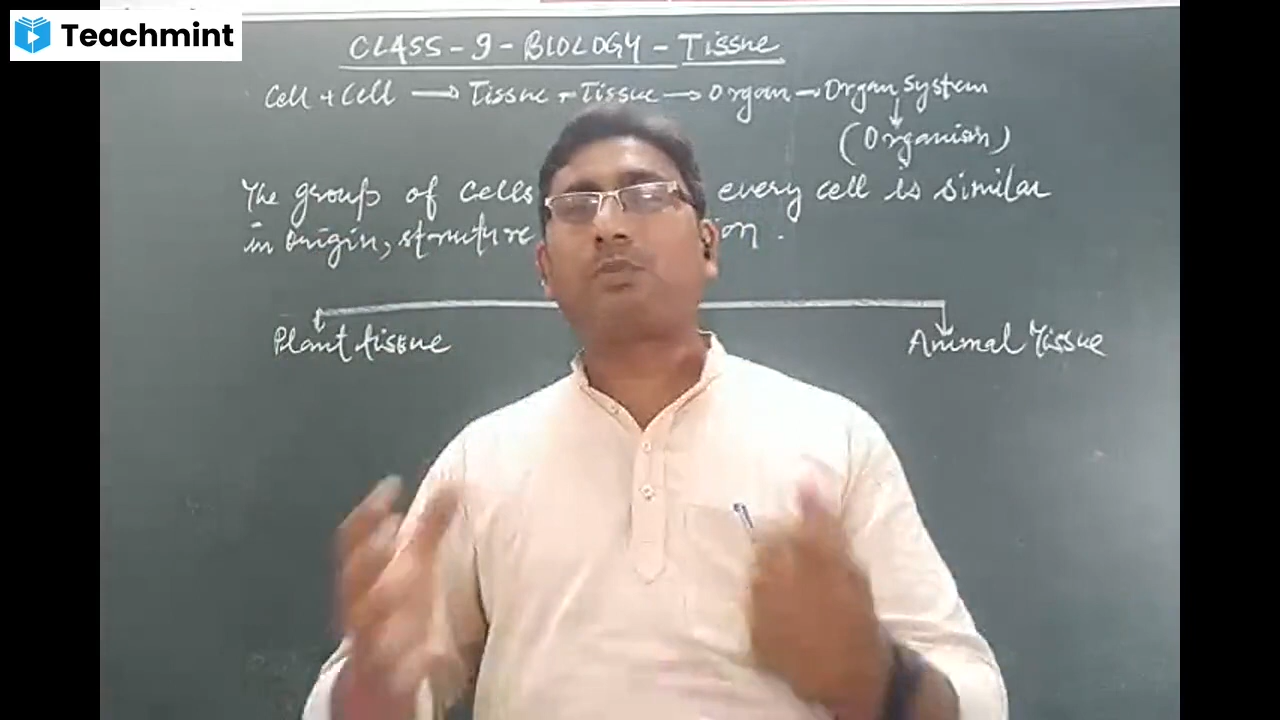 Teachmint
CLASS - 9 - BIOLOGY - Tissue
Cell + Cell → Tissue + Tissue → Organ → Organ System
(Organism)
The group of cells every cell is similar
in origin, structure
Plant tissue
Animal Tissue